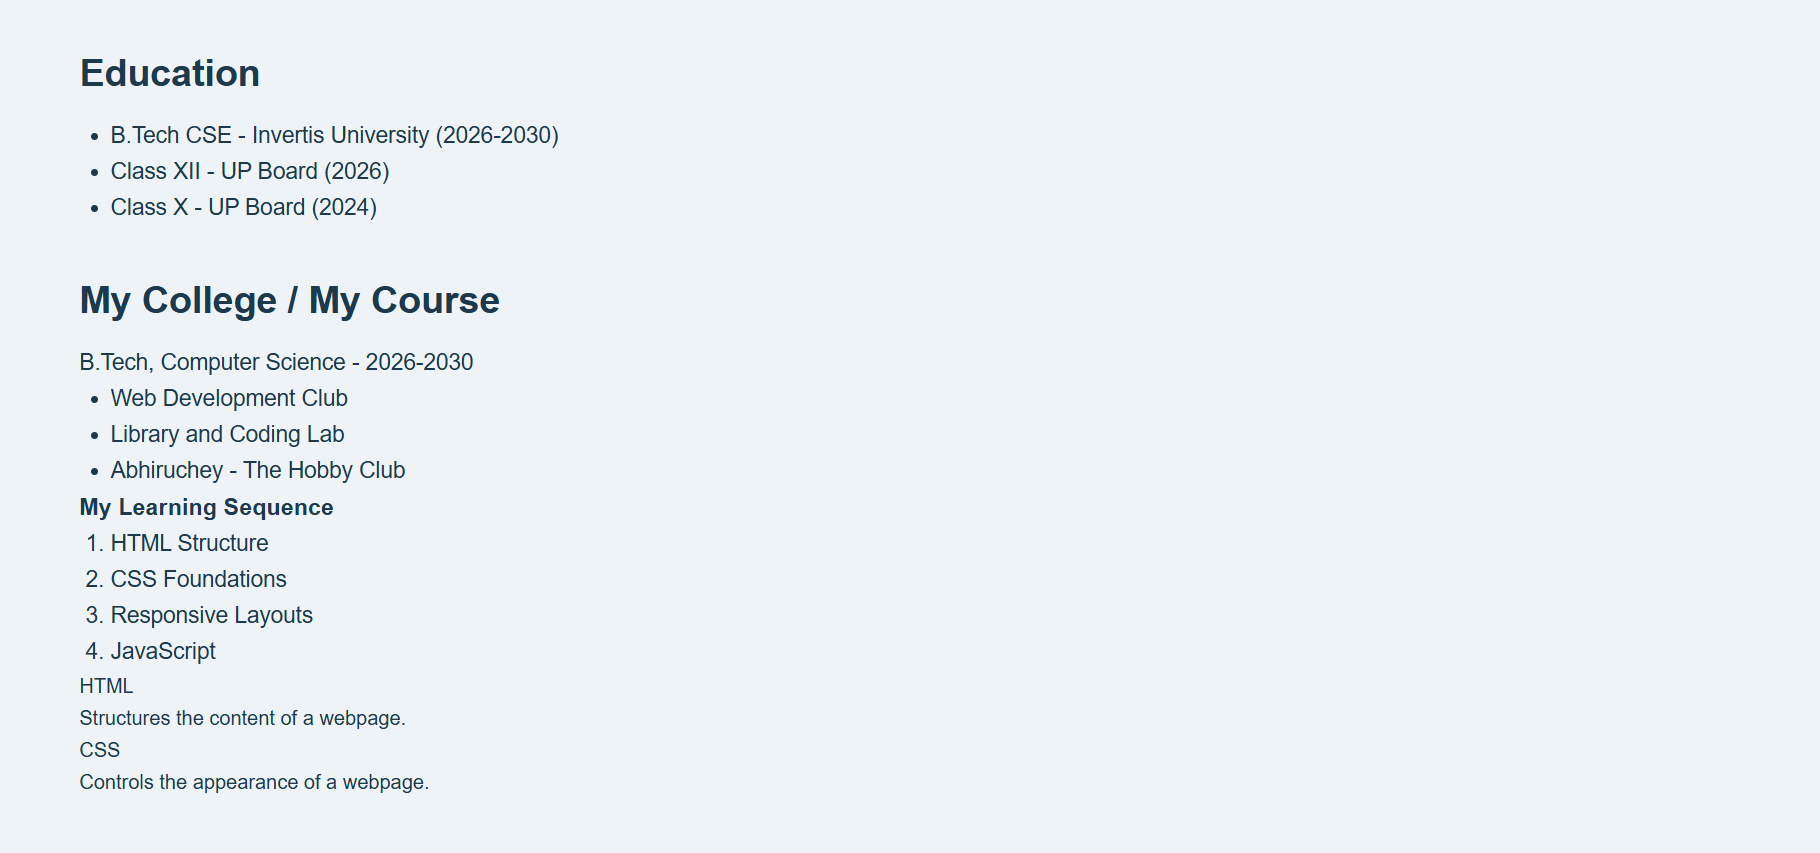 Education
• B.Tech CSE - Invertis University (2026-2030)
• Class XII - UP Board (2026)
• Class X - UP Board (2024)
My College / My Course
B.Tech, Computer Science - 2026-2030
• Web Development Club
• Library and Coding Lab
• Abhiruchey - The Hobby Club
My Learning Sequence
1. HTML Structure
2. CSS Foundations
3. Responsive Layouts
4. JavaScript
HTML
Structures the content of a webpage.
CSS
Controls the appearance of a webpage.